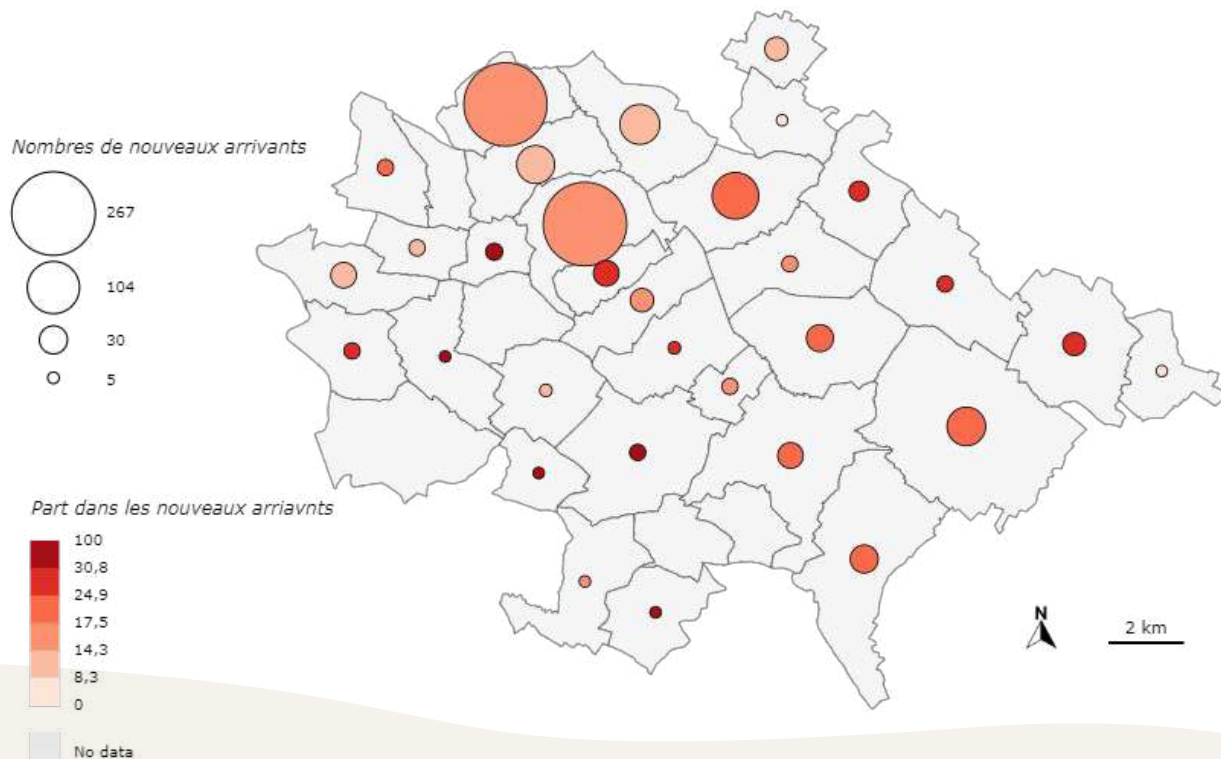 Nombres de nouveaux arrivants
267
104
30
5
Part dans les nouveaux arriavnts
100
30,8
24,9
17,5
14,3
8,3
0
No data
N
2 km